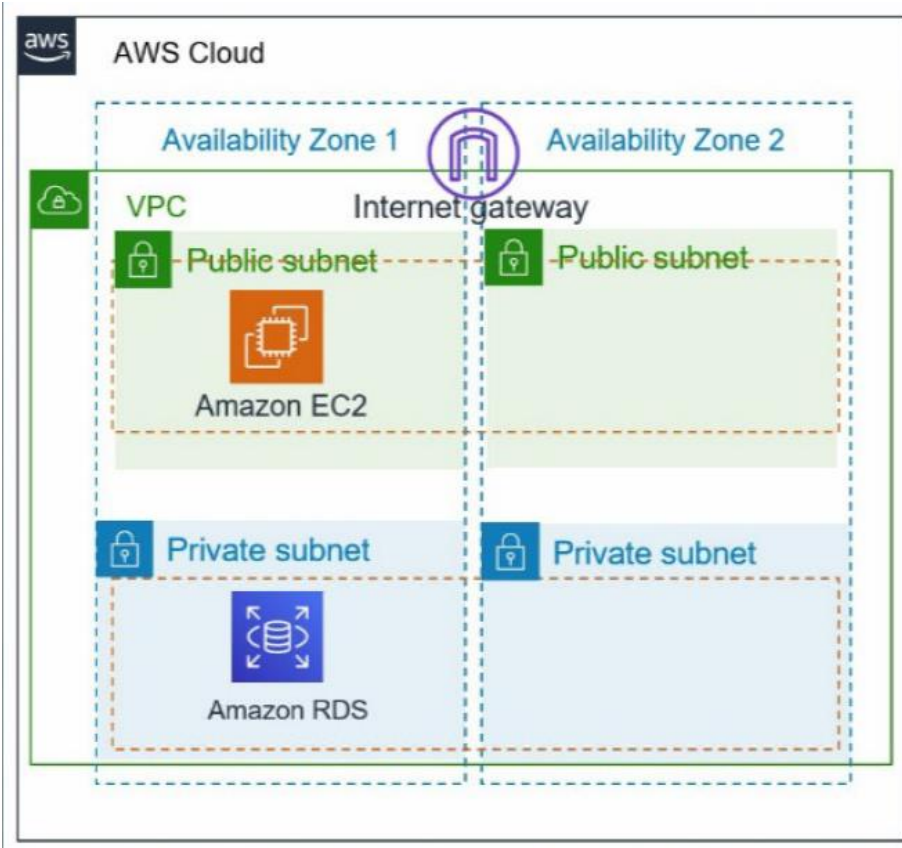 aws
AWS Cloud
Availability Zone 1
Availability Zone 2
VPC
Internet gateway
Public subnet
Public subnet
Amazon EC2
Private subnet
Private subnet
Amazon RDS